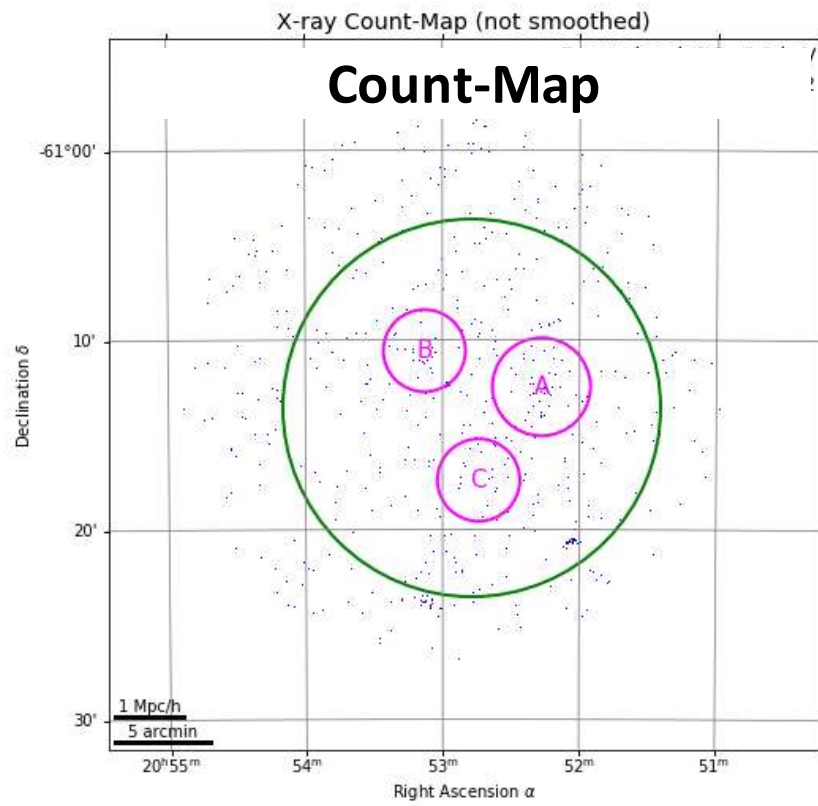 X-ray Count-Map (not smoothed)
Count-Map
-61°00'
10'
20'
30'
Declination δ
B
A
C
1 Mpc/h
5 arcmin
20ʰ55ᵐ 54ᵐ 53ᵐ 52ᵐ 51ᵐ
Right Ascension α